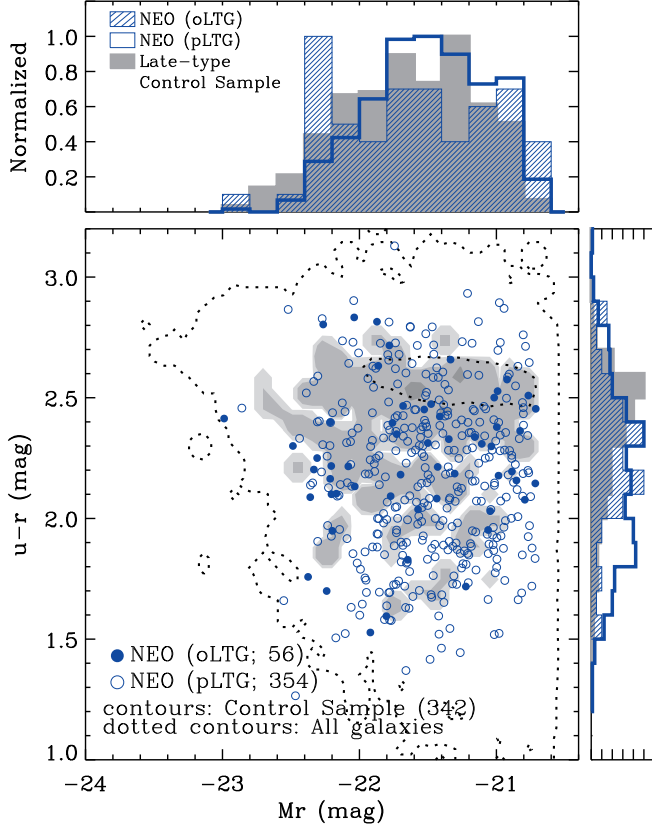 NEO (oLTG)
NEO (pLTG)
Late-type
Control Sample
Normalized
1.0
0.8
0.6
0.4
0.2
u-r (mag)
3.0
2.5
2.0
1.5
1.0
NEO (oLTG; 56)
NEO (pLTG; 354)
contours: Control Sample (342)
dotted contours: All galaxies
-24
-23
-22
-21
Mr (mag)